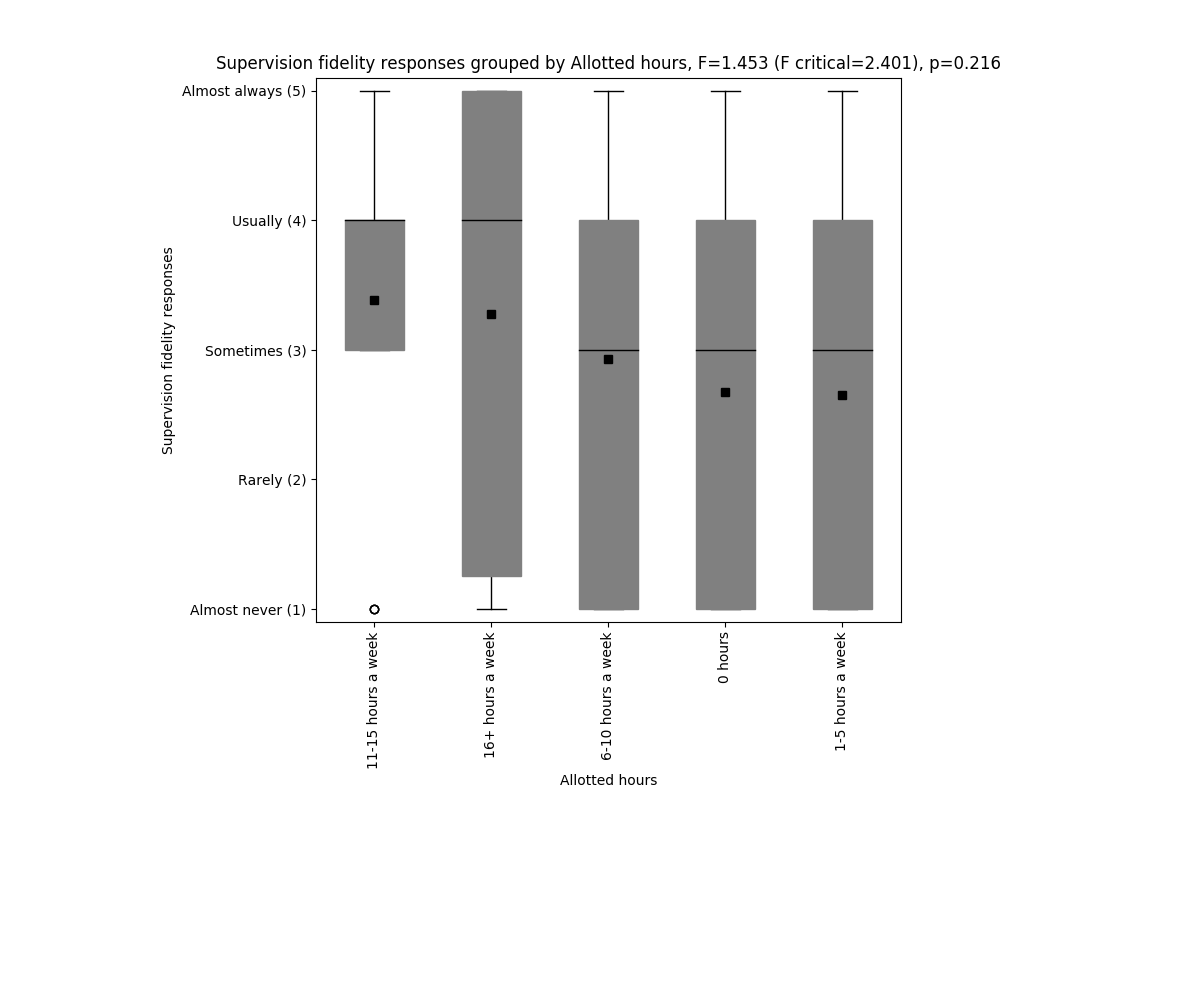 Supervision fidelity responses grouped by Allotted hours, F=1.453 (F critical=2.401), p=0.216
Almost always (5)
Usually (4)
Sometimes (3)
Rarely (2)
Almost never (1)
Supervision fidelity responses
11-15 hours a week
16+ hours a week
6-10 hours a week
0 hours
1-5 hours a week
Allotted hours